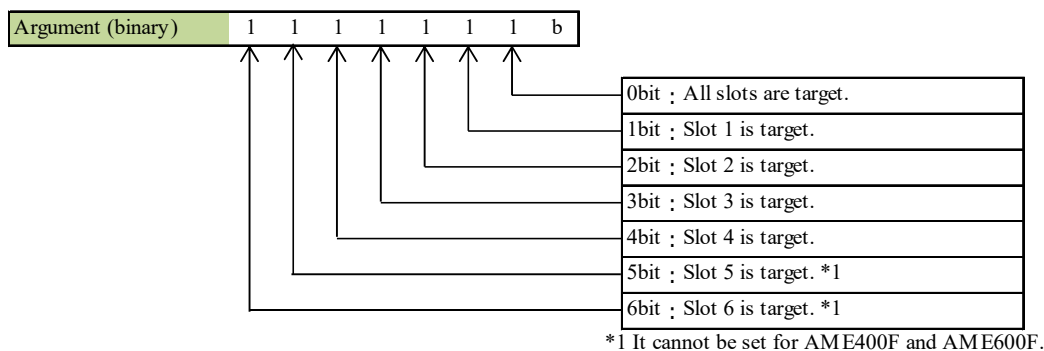 Argument (binary) 1 1 1 1 1 1 1 b
0bit : All slots are target.
1bit : Slot 1 is target.
2bit : Slot 2 is target.
3bit : Slot 3 is target.
4bit : Slot 4 is target.
5bit : Slot 5 is target. *1
6bit : Slot 6 is target. *1
*1 It cannot be set for AME400F and AME600F.